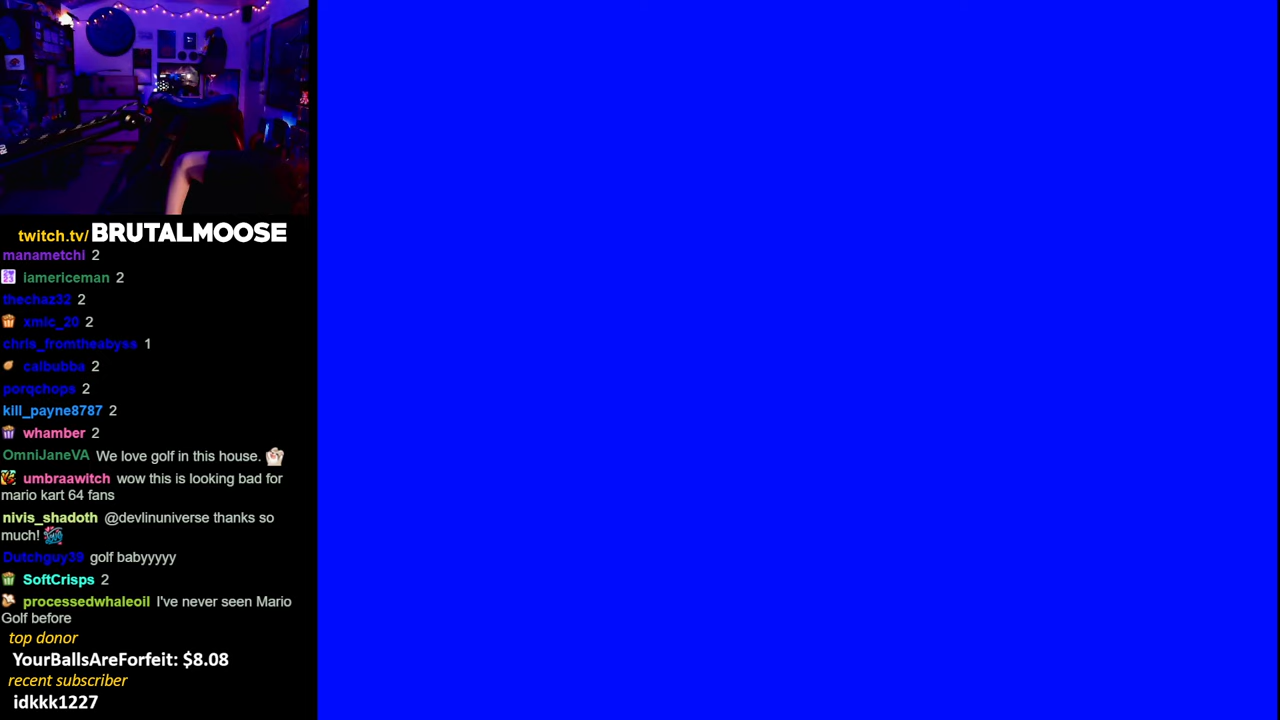 twitch.tv/BRUTALMOOSE
manametchi 2
iamericeman 2
thechaz32 2
xmic_20 2
chris_fromtheabyss 1
calbubba 2
porqchops 2
kill_payne8787 2
whamber 2
OmniJaneVA We love golf in this house.
umbraawitch wow this is looking bad for
mario kart 64 fans
nivis_shadoth @devlinuniverse thanks so
much!
Dutchguy39 golf babyyyyy
SoftCrisps 2
processedwhaleoil I've never seen Mario
Golf before
top donor
YourBallsAreForfeit: $8.08
recent subscriber
idkkk1227